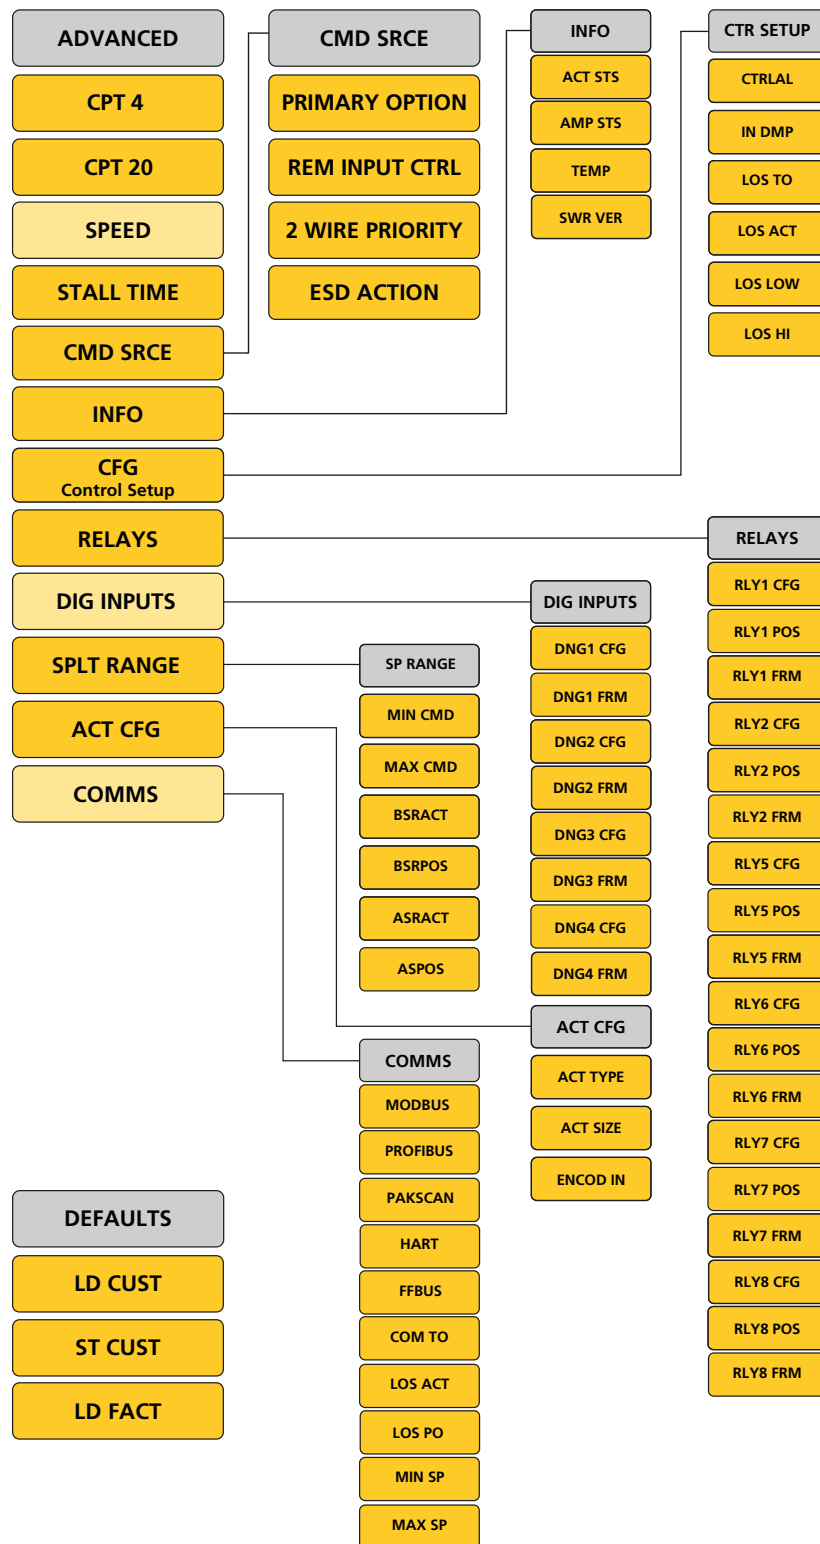 ADVANCED
CPT 4
CPT 20
SPEED
STALL TIME
CMD SRCE
INFO
CFG
Control Setup
RELAYS
DIG INPUTS
SPLT RANGE
ACT CFG
COMMS
CMD SRCE
PRIMARY OPTION
REM INPUT CTRL
2 WIRE PRIORITY
ESD ACTION
INFO
ACT STS
AMP STS
TEMP
SWR VER
CTR SETUP
CTRLAL
IN DMP
LOS TO
LOS ACT
LOS LOW
LOS HI
RELAYS
RLY1 CFG
RLY1 POS
RLY1 FRM
RLY2 CFG
RLY2 POS
RLY2 FRM
RLY5 CFG
RLY5 POS
RLY5 FRM
RLY6 CFG
RLY6 POS
RLY6 FRM
RLY7 CFG
RLY7 POS
RLY7 FRM
RLY8 CFG
RLY8 POS
RLY8 FRM
DIG INPUTS
DNG1 CFG
DNG1 FRM
DNG2 CFG
DNG2 FRM
DNG3 CFG
DNG3 FRM
DNG4 CFG
DNG4 FRM
SP RANGE
MIN CMD
MAX CMD
BSRACT
BSRPOS
ASRACT
ASPOS
ACT CFG
ACT TYPE
ACT SIZE
ENCOD IN
COMMS
MODBUS
PROFIBUS
PAKSCAN
HART
FFBUS
COM TO
LOS ACT
LOS PO
MIN SP
MAX SP
DEFAULTS
LD CUST
ST CUST
LD FACT